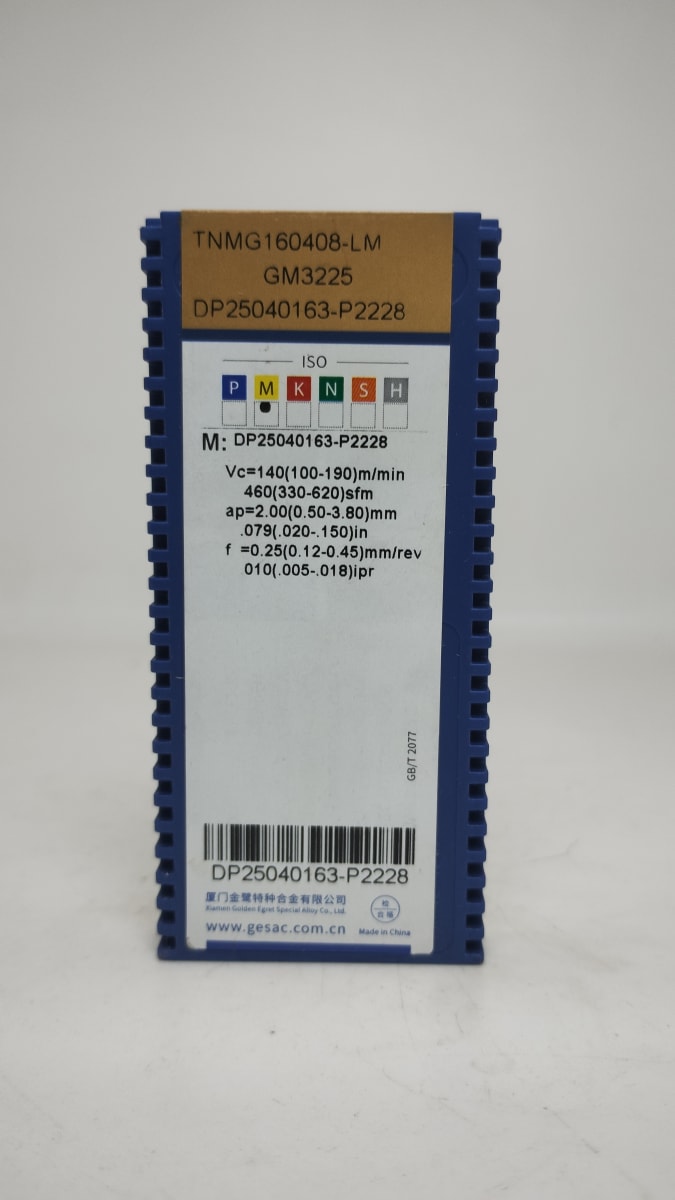 TNMG160408-LM
GM3225
DP25040163-P2228
ISO
P M K N S H
M: DP25040163-P2228
Vc=140(100-190)m/min
460(330-620)sfm
ap=2.00(0.50-3.80)mm
.079(.020-.150)in
f =0.25(0.12-0.45)mm/rev
010(.005-.018)ipr
GB/T 2077
DP25040163-P2228
厦门金鹭特种合金有限公司
Xiamen Golden Egret Special Alloy Co., Ltd.
检
合格
www.gesac.com.cn
Made in China